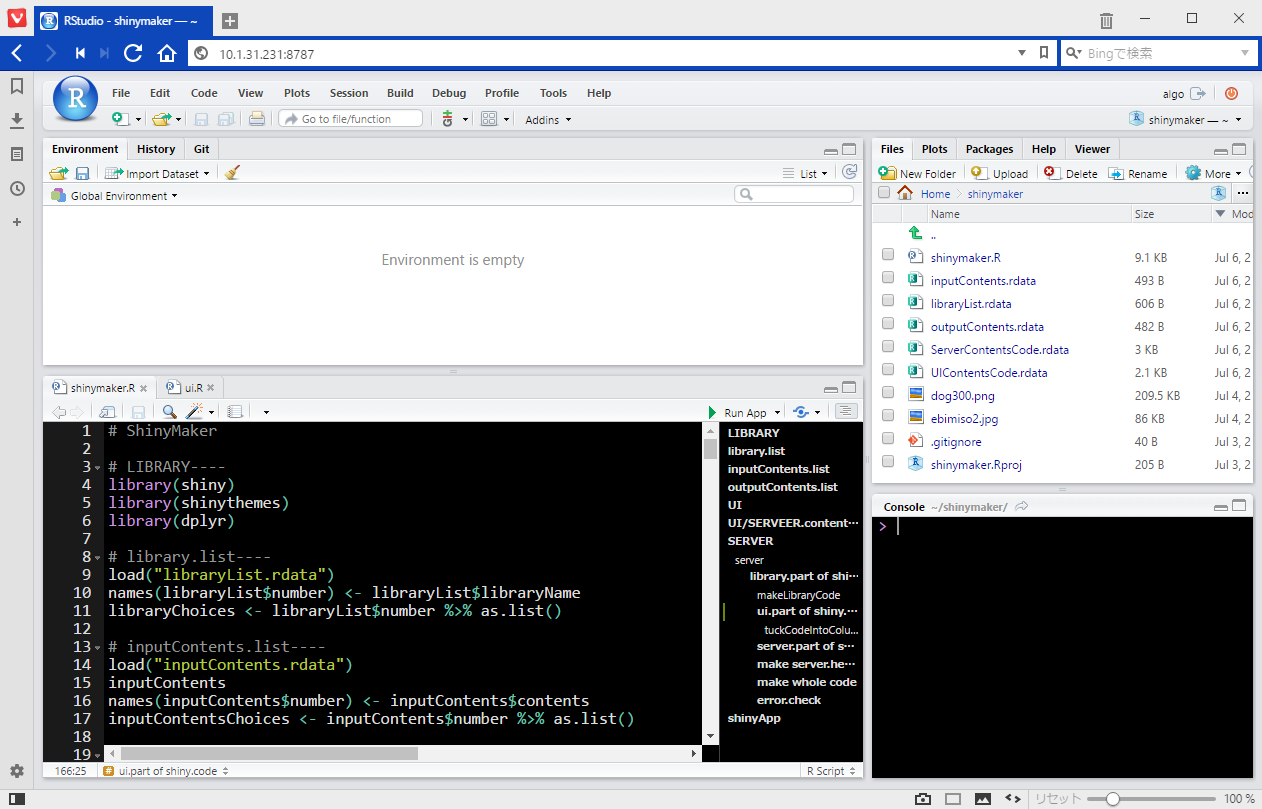 RStudio - shinymaker — ~
10.1.31.231:8787
Bingで検索
R
File Edit Code View Plots Session Build Debug Profile Tools Help
algo
Go to file/function
Addins
shinymaker — ~
Environment History Git
Import Dataset
List
Global Environment
Environment is empty
Files Plots Packages Help Viewer
New Folder Upload Delete Rename More
Home shinymaker
Name Size Mod
..
shinymaker.R 9.1 KB Jul 6, 2
inputContents.rdata 493 B Jul 6, 2
libraryList.rdata 606 B Jul 6, 2
outputContents.rdata 482 B Jul 6, 2
ServerContentsCode.rdata 3 KB Jul 6, 2
UIContentsCode.rdata 2.1 KB Jul 6, 2
dog300.png 209.5 KB Jul 4, 2
ebimiso2.jpg 86 KB Jul 4, 2
.gitignore 40 B Jul 3, 2
shinymaker.Rproj 205 B Jul 3, 2
shinymaker.R ui.R
Run App
1 # ShinyMaker
2
3 # LIBRARY----
4 library(shiny)
5 library(shinythemes)
6 library(dplyr)
7
8 # library.list----
9 load("libraryList.rdata")
10 names(libraryList$number) <- libraryList$libraryName
11 libraryChoices <- libraryList$number %>% as.list()
12
13 # inputContents.list----
14 load("inputContents.rdata")
15 inputContents
16 names(inputContents$number) <- inputContents$contents
17 inputContentsChoices <- inputContents$number %>% as.list()
18
19
LIBRARY
library.list
inputContents.list
outputContents.list
UI
UI/SERVEER.content···
SERVER
server
library.part of shi···
makeLibraryCode
ui.part of shiny.···
tuckCodeIntoColu...
server.part of s···
make server.he···
make whole code
error.check
shinyApp
166:25 # ui.part of shiny.code R Script
Console ~/shinymaker/
>
リセット 100 %